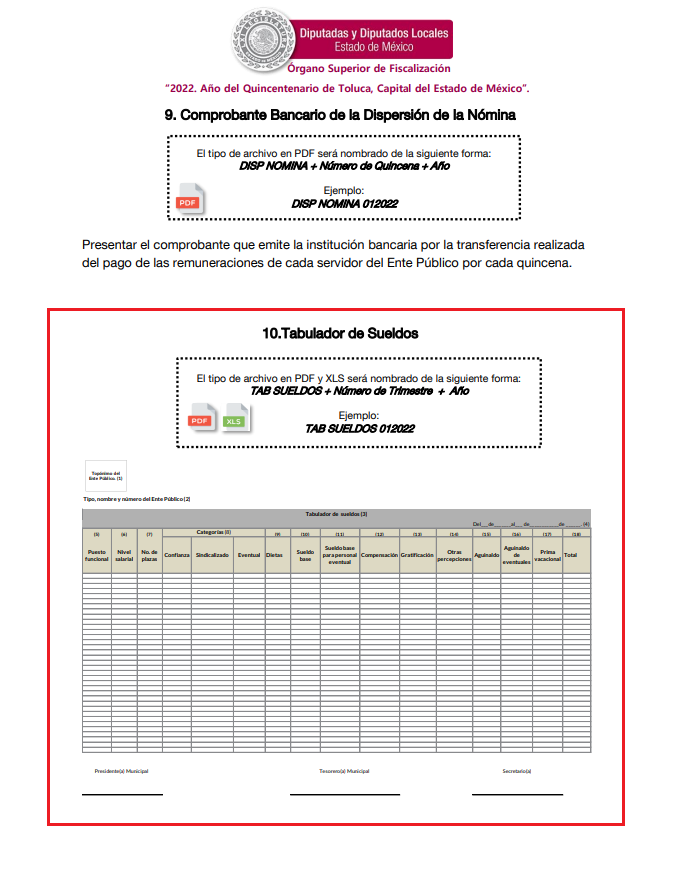 Diputadas y Diputados Locales
Estado de México
Órgano Superior de Fiscalización
“2022. Año del Quincentenario de Toluca, Capital del Estado de México”.
9. Comprobante Bancario de la Dispersión de la Nómina
El tipo de archivo en PDF será nombrado de la siguiente forma:
DISP NOMINA + Número de Quincena + Año
Ejemplo:
PDF
DISP NOMINA 012022
Presentar el comprobante que emite la institución bancaria por la transferencia realizada
del pago de las remuneraciones de cada servidor del Ente Público por cada quincena.
10.Tabulador de Sueldos
El tipo de archivo en PDF y XLS será nombrado de la siguiente forma:
TAB SUELDOS + Número de Trimestre + Año
Ejemplo:
PDF XLS
TAB SUELDOS 012022
Topónimo del
Ente Público. (1)
Tipo, nombre y número del Ente Público (2)
Tabulador de sueldos (3)
Del__de______al__ de__________de ______. (4)
(5) (6) (7) Categorías (8) (9) (10) (11) (12) (13) (14) (15) (16) (17) (18)
Puesto funcional Nivel salarial No. de plazas Confianza Sindicalizado Eventual Dietas Sueldo base Sueldo base para personal eventual Compensación Gratificación Otras percepciones Aguinaldo Aguinaldo de eventuales Prima vacacional Total
Presidente(a) Municipal Tesorero(a) Municipal Secretario(a)